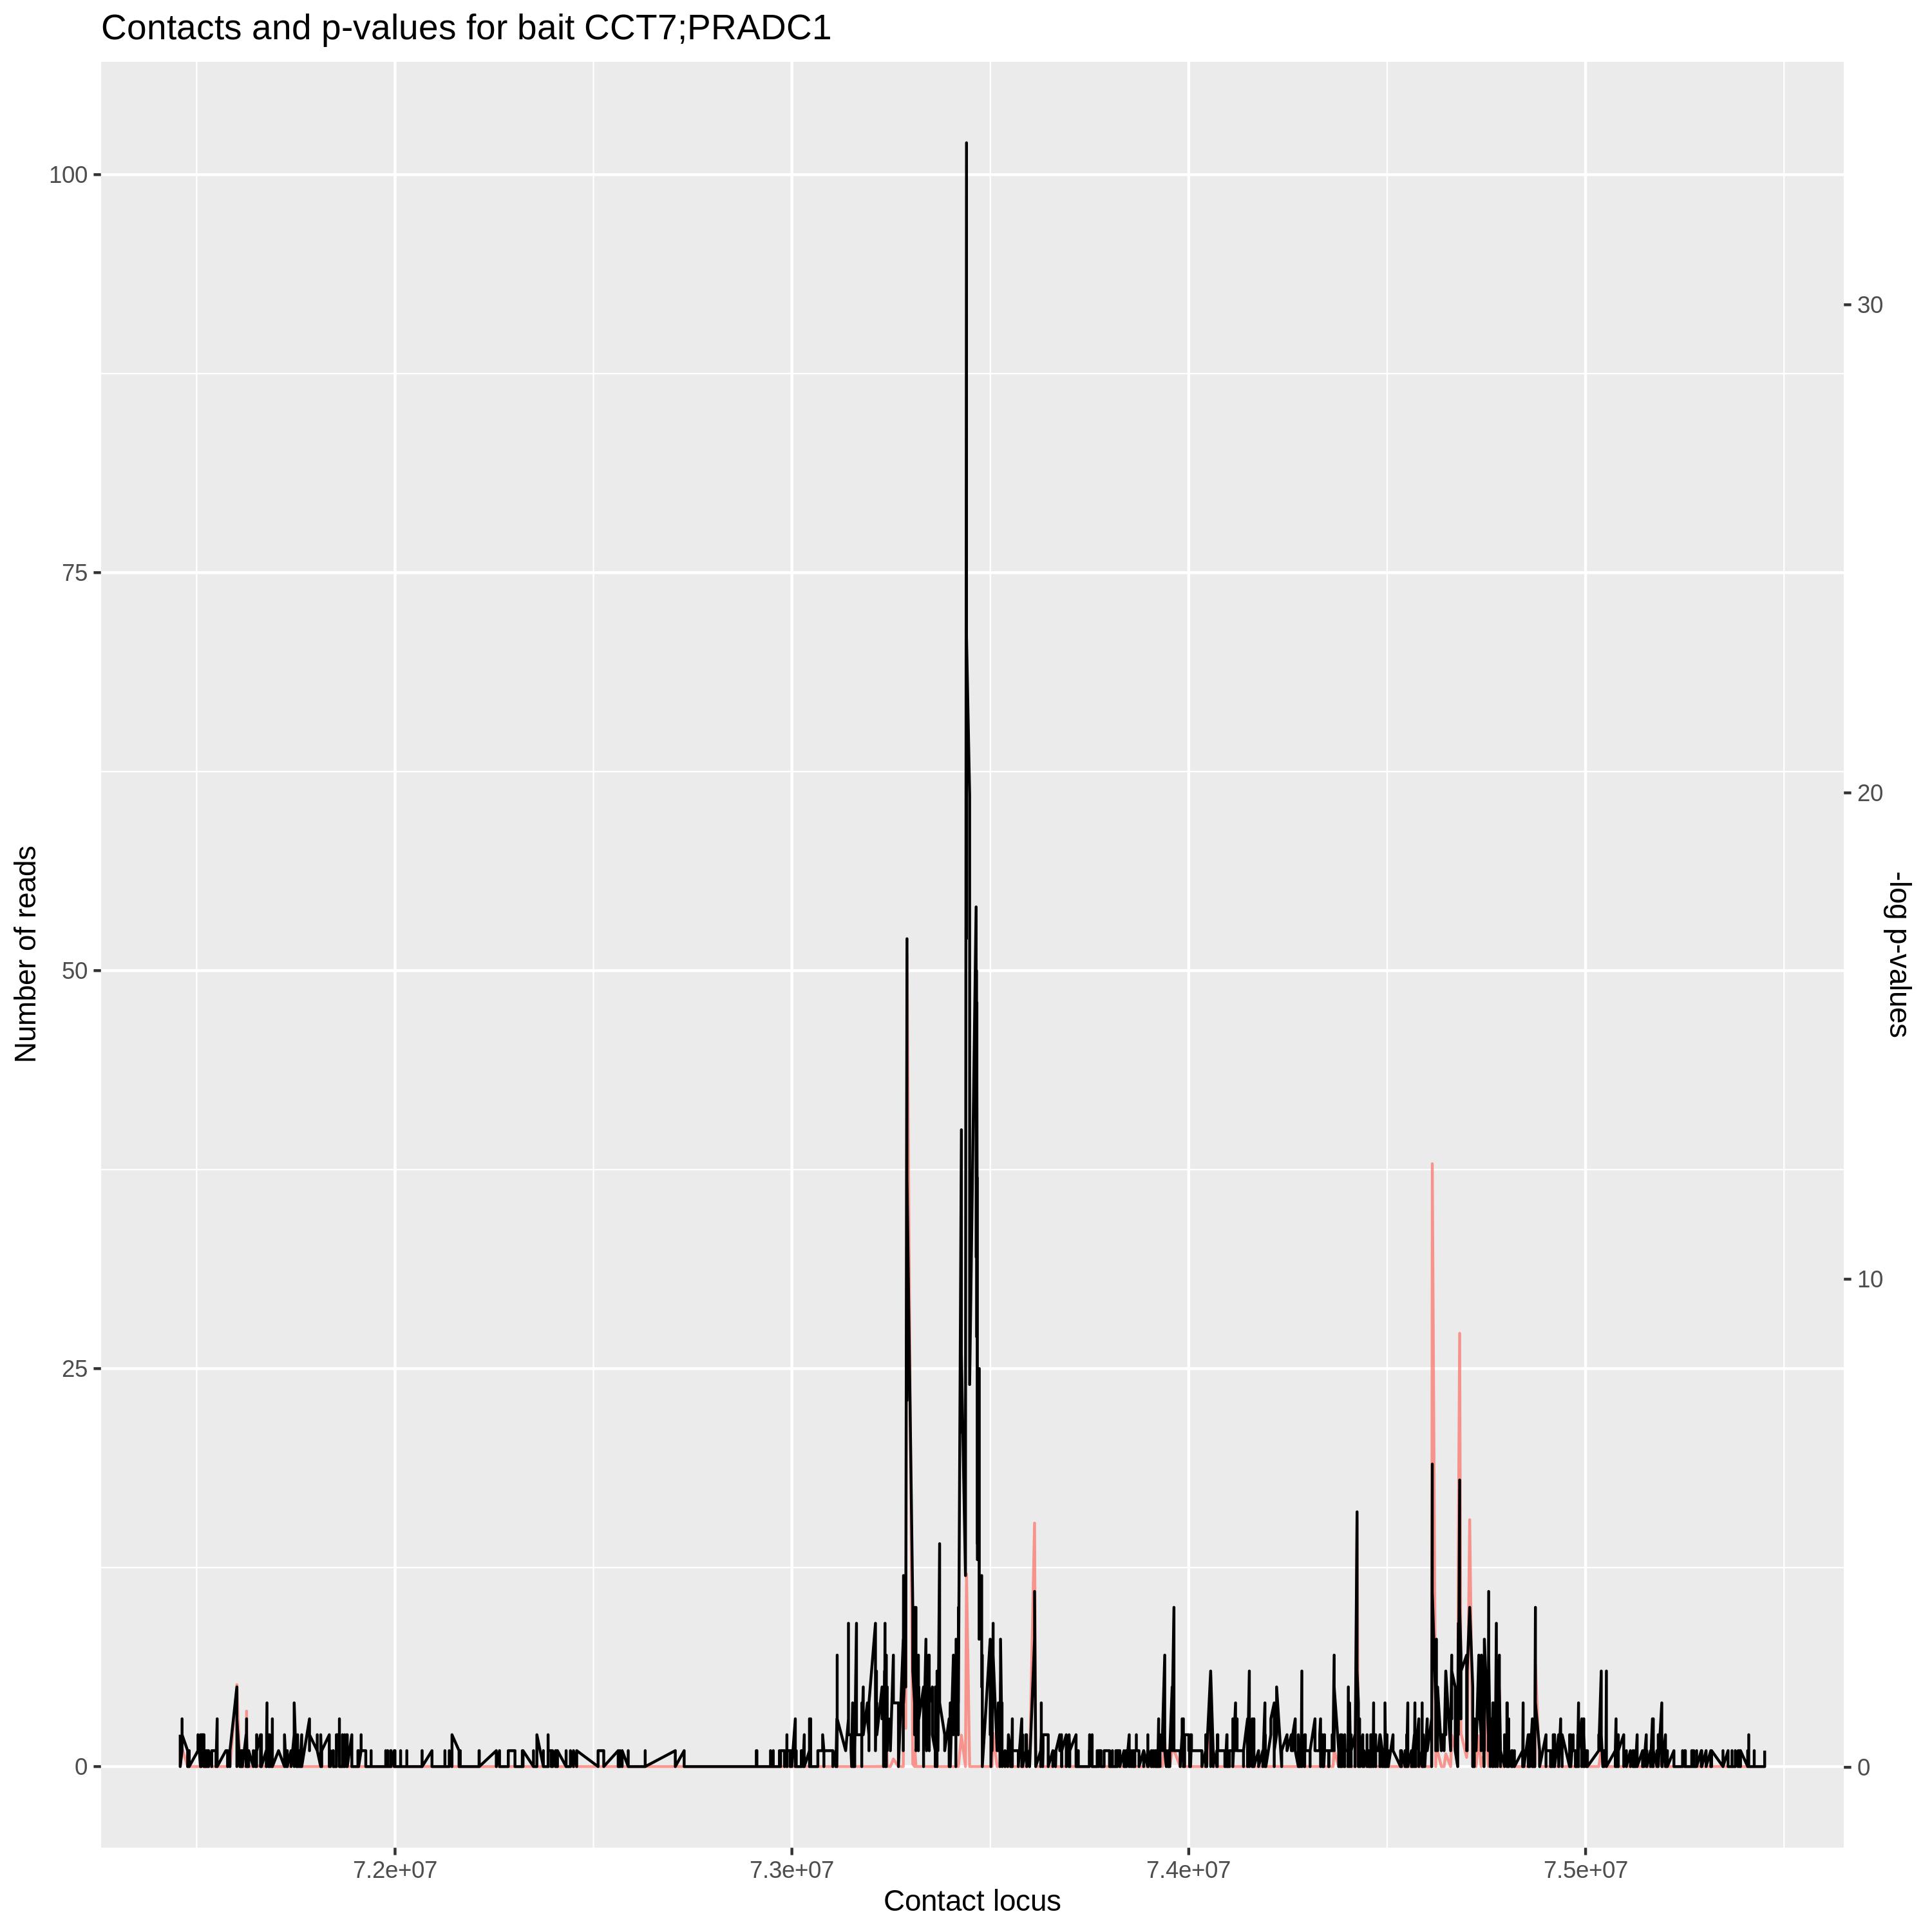 Contacts and p-values for bait CCT7;PRADC1
100
75
50
25
0
Number of reads
30
20
10
0
-log p-values
7.2e+07
7.3e+07
7.4e+07
7.5e+07
Contact locus